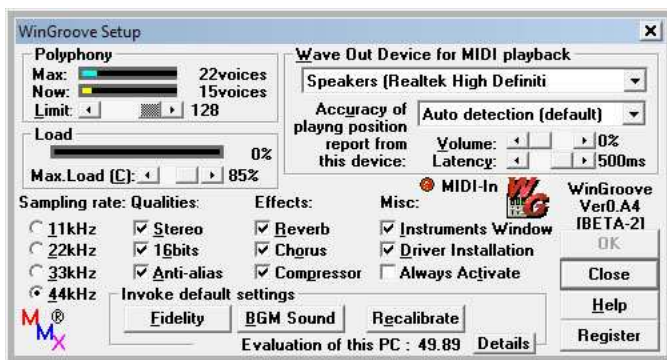 WinGroove Setup
Polyphony
Max: 22voices
Now: 15voices
Limit: 128
Load
0%
Max.Load (C): 85%
Wave Out Device for MIDI playback
Speakers (Realtek High Definiti
Accuracy of playng position report from this device:
Auto detection (default)
Volume: 0%
Latency: 500ms
MIDI-In
WG
WinGroove
Ver0.A4
[BETA-2]
Sampling rate: Qualities: Effects: Misc:
11kHz Stereo Reverb Instruments Window
22kHz 16bits Chorus Driver Installation
33kHz Anti-alias Compressor Always Activate
44kHz
OK
Close
Help
Register
MMX®
Invoke default settings
Fidelity BGM Sound Recalibrate
Evaluation of this PC : 49.89 Details